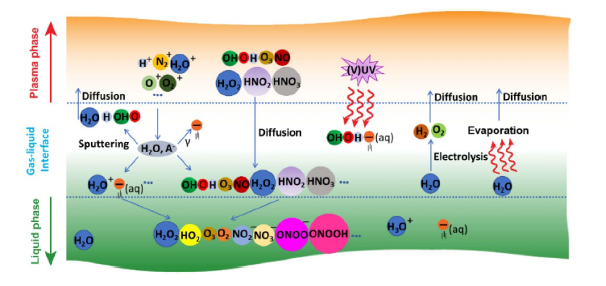 Plasma phase
Gas-liquid
Interface
Liquid phase
H⁺ N₂⁺ H₂O⁺
O⁺ O₂⁺
...
OH O H O₃ NO
H₂O₂ HNO₂ HNO₃
(V)UV
Diffusion
H₂O H OH O
Sputtering
H₂O, A⁻
γ
Diffusion
OH O H (aq)
Diffusion
H₂ O₂
Electrolysis
H₂O
Diffusion
Evaporation
H₂O
H₂O⁺ (aq) ...
OH O H O₃ NO H₂O₂ HNO₂ HNO₃ ...
H₂O
H₂O₂ HO₂ O₃ O₂ NO₂⁻ NO₃⁻ ONOO⁻ ONOOH ...
H₃O⁺
(aq)